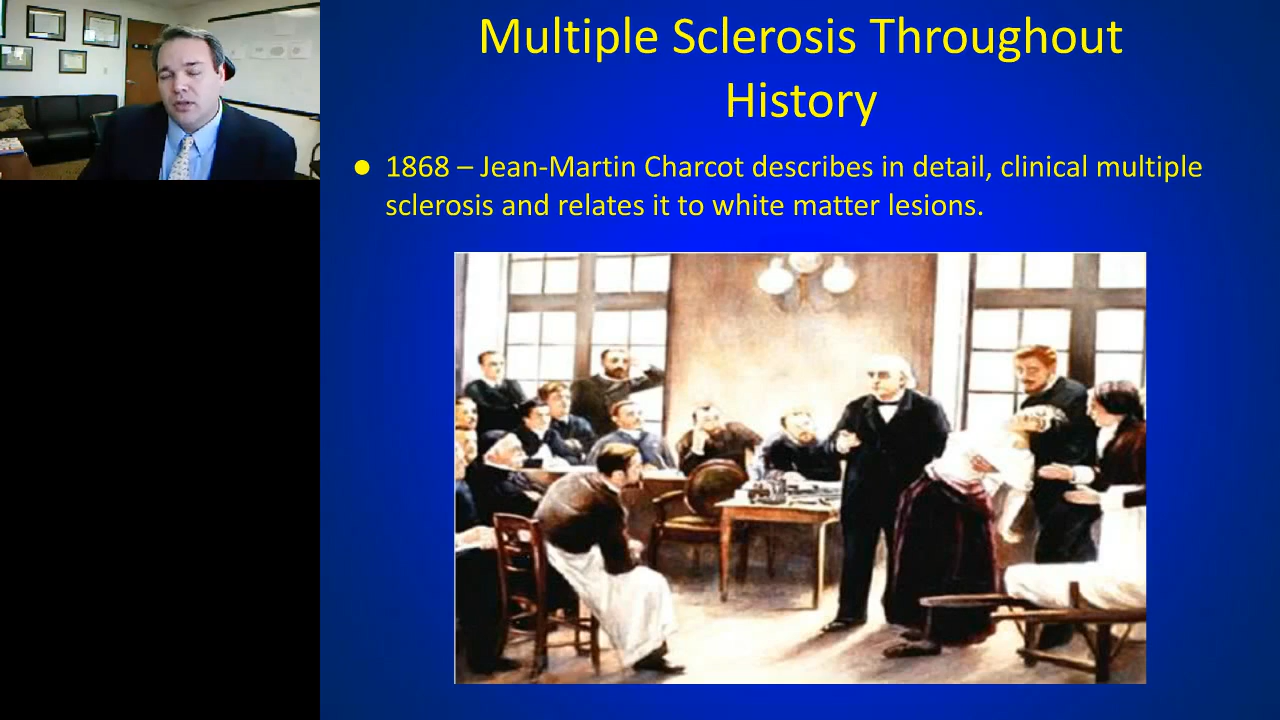 Multiple Sclerosis Throughout
History
● 1868 – Jean-Martin Charcot describes in detail, clinical multiple
sclerosis and relates it to white matter lesions.